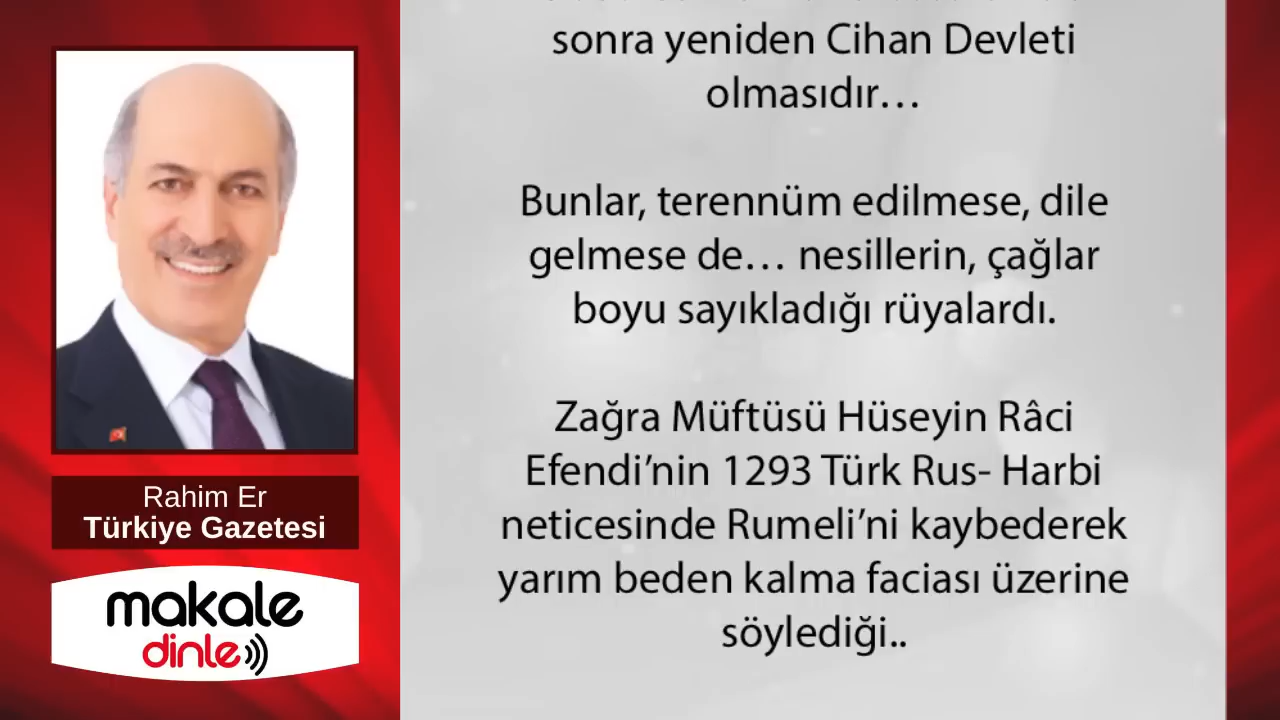 sonra yeniden Cihan Devleti
olmasıdır…
Bunlar, terennüm edilmese, dile
gelmese de… nesillerin, çağlar
boyu sayıkladığı rüyalardı.
Zağra Müftüsü Hüseyin Râci
Efendi’nin 1293 Türk Rus- Harbi
neticesinde Rumeli’ni kaybederek
yarım beden kalma faciası üzerine
söylediği..
Rahim Er
Türkiye Gazetesi
makale
dinle